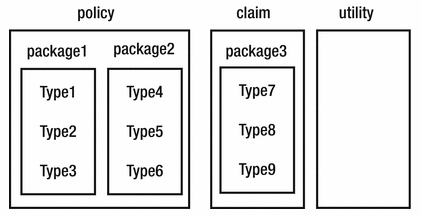 policy
package1
Type1
Type2
Type3
package2
Type4
Type5
Type6
claim
package3
Type7
Type8
Type9
utility